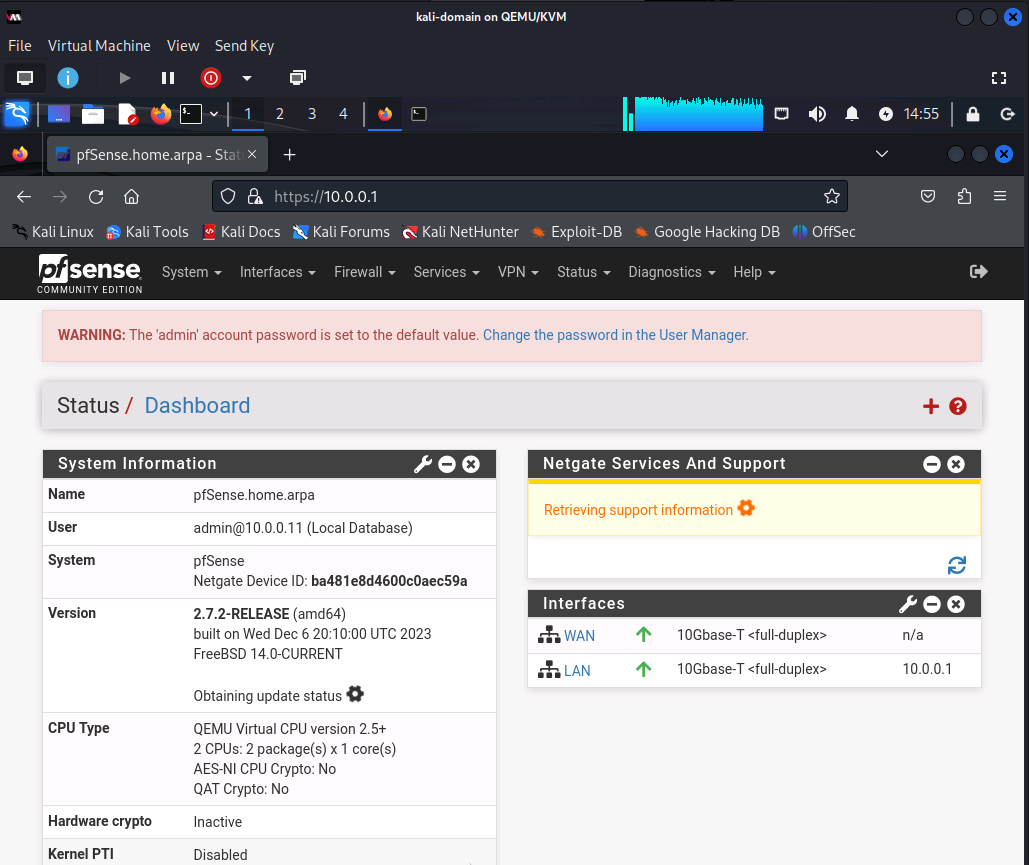 kali-domain on QEMU/KVM
File Virtual Machine View Send Key
1 2 3 4 14:55
pfSense.home.arpa - Stat
https://10.0.0.1
Kali Linux Kali Tools Kali Docs Kali Forums Kali NetHunter Exploit-DB Google Hacking DB OffSec
pfsense
COMMUNITY EDITION
System Interfaces Firewall Services VPN Status Diagnostics Help
WARNING: The 'admin' account password is set to the default value. Change the password in the User Manager.
Status / Dashboard
System Information
Name pfSense.home.arpa
User admin@10.0.0.11 (Local Database)
System pfSense
Netgate Device ID: ba481e8d4600c0aec59a
Version 2.7.2-RELEASE (amd64)
built on Wed Dec 6 20:10:00 UTC 2023
FreeBSD 14.0-CURRENT
Obtaining update status
CPU Type QEMU Virtual CPU version 2.5+
2 CPUs: 2 package(s) x 1 core(s)
AES-NI CPU Crypto: No
QAT Crypto: No
Hardware crypto Inactive
Kernel PTI Disabled
Netgate Services And Support
Retrieving support information
Interfaces
WAN 10Gbase-T <full-duplex> n/a
LAN 10Gbase-T <full-duplex> 10.0.0.1